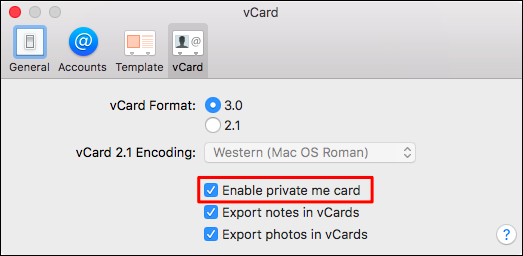 vCard
General Accounts Template vCard
vCard Format: 3.0
2.1
vCard 2.1 Encoding: Western (Mac OS Roman)
Enable private me card
Export notes in vCards
Export photos in vCards ?